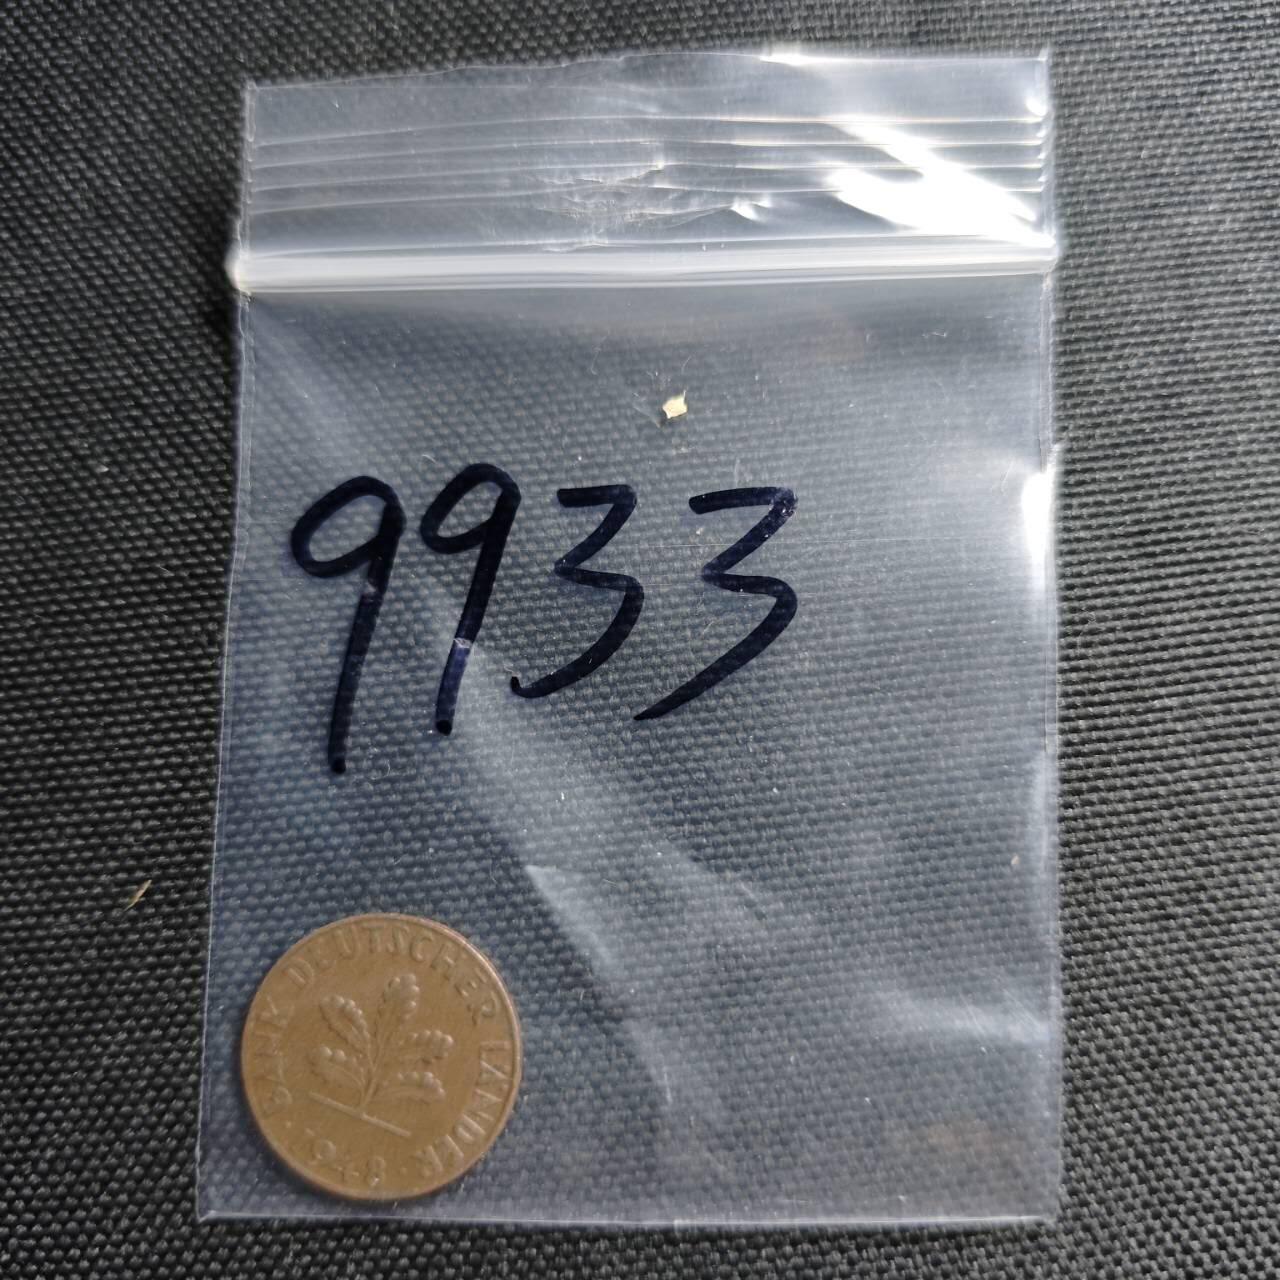 9933
BANK DEUTSCHER LÄNDER
· 1948 ·